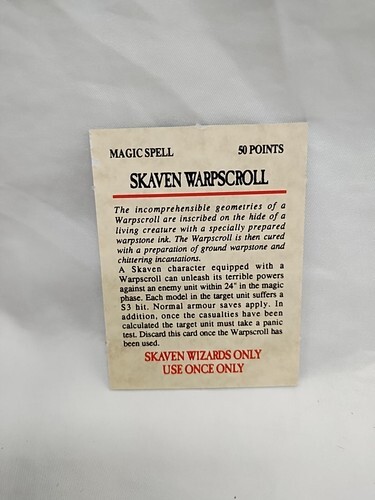 MAGIC SPELL 50 POINTS
SKAVEN WARPSCROLL
The incomprehensible geometries of a
Warpscroll are inscribed on the hide of a
living creature with a specially prepared
warpstone ink. The Warpscroll is then cured
with a preparation of ground warpstone and
chittering incantations.
A Skaven character equipped with a
Warpscroll can unleash its terrible powers
against an enemy unit within 24" in the magic
phase. Each model in the target unit suffers a
S3 hit. Normal armour saves apply. In
addition, once the casualties have been
calculated the target unit must take a panic
test. Discard this card once the Warpscroll has
been used.
SKAVEN WIZARDS ONLY
USE ONCE ONLY